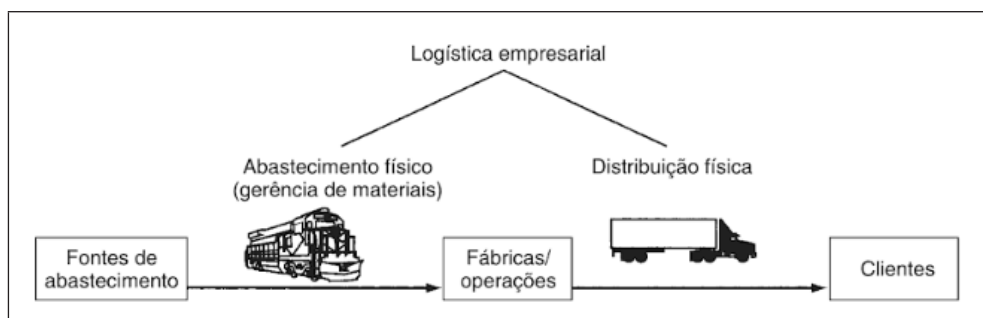 Logística empresarial
Abastecimento físico
(gerência de materiais)
Distribuição física
Fontes de
abastecimento
Fábricas/
operações
Clientes